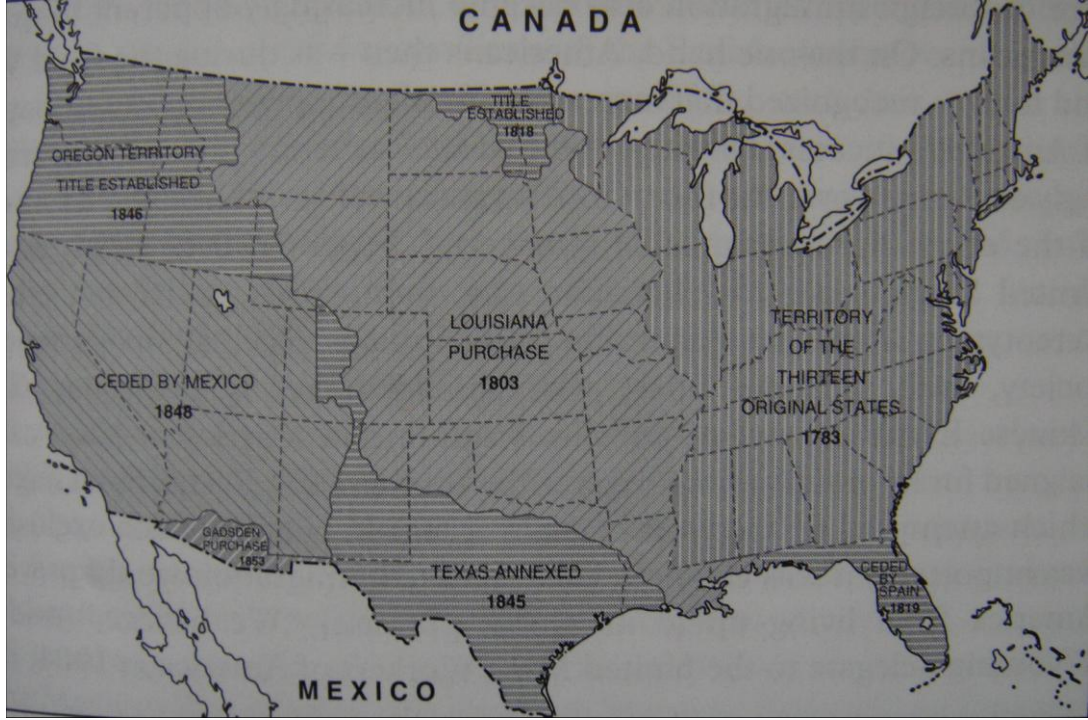 CANADA
TITLE
ESTABLISHED
1818
OREGON TERRITORY
TITLE ESTABLISHED
1846
LOUISIANA
PURCHASE
1803
TERRITORY
OF THE
THIRTEEN
ORIGINAL STATES
1783
CEDED BY MEXICO
1848
GADSDEN
PURCHASE
1853
TEXAS ANNEXED
1845
CEDED
BY
SPAIN
1819
MEXICO